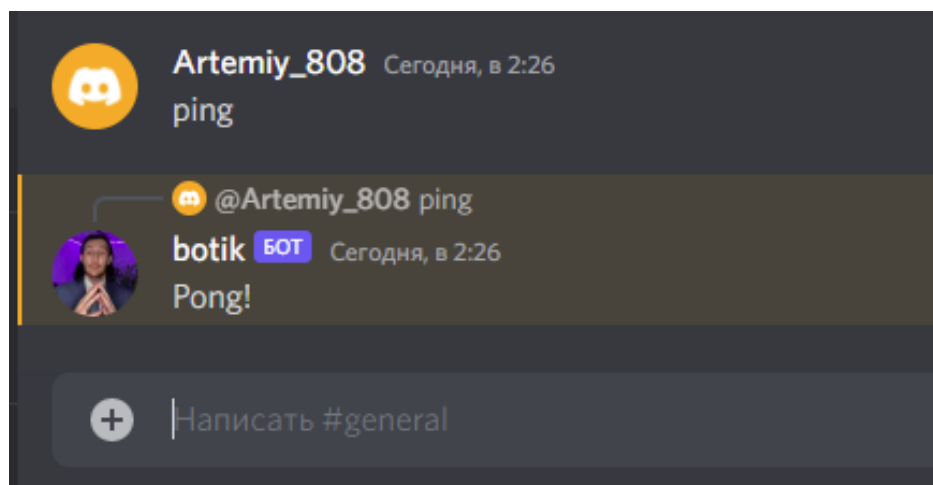 Artemiy_808 Сегодня, в 2:26
ping
@Artemiy_808 ping
botik БОТ Сегодня, в 2:26
Pong!
Написать #general